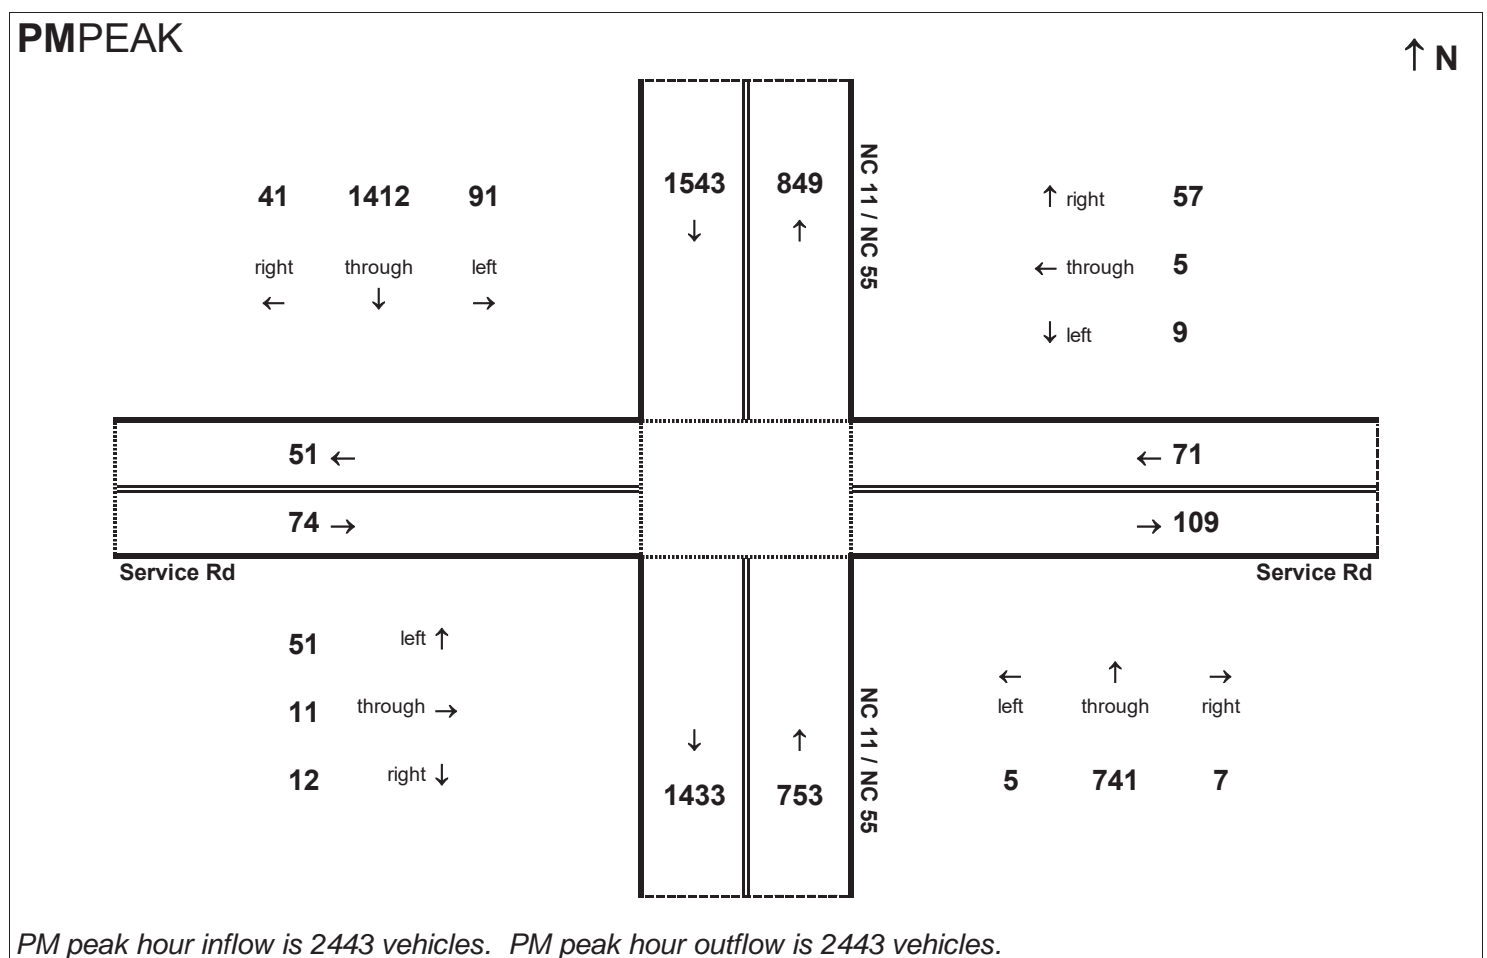 PMPEAK
↑ N
41 1412 91
right through left
← ↓ →
1543 849
↓ ↑
NC 11 / NC 55
↑ right 57
← through 5
↓ left 9
51 ←
74 →
← 71
→ 109
Service Rd
Service Rd
51 left ↑
11 through →
12 right ↓
↓ ↑
1433 753
NC 11 / NC 55
← ↑ →
left through right
5 741 7
PM peak hour inflow is 2443 vehicles. PM peak hour outflow is 2443 vehicles.